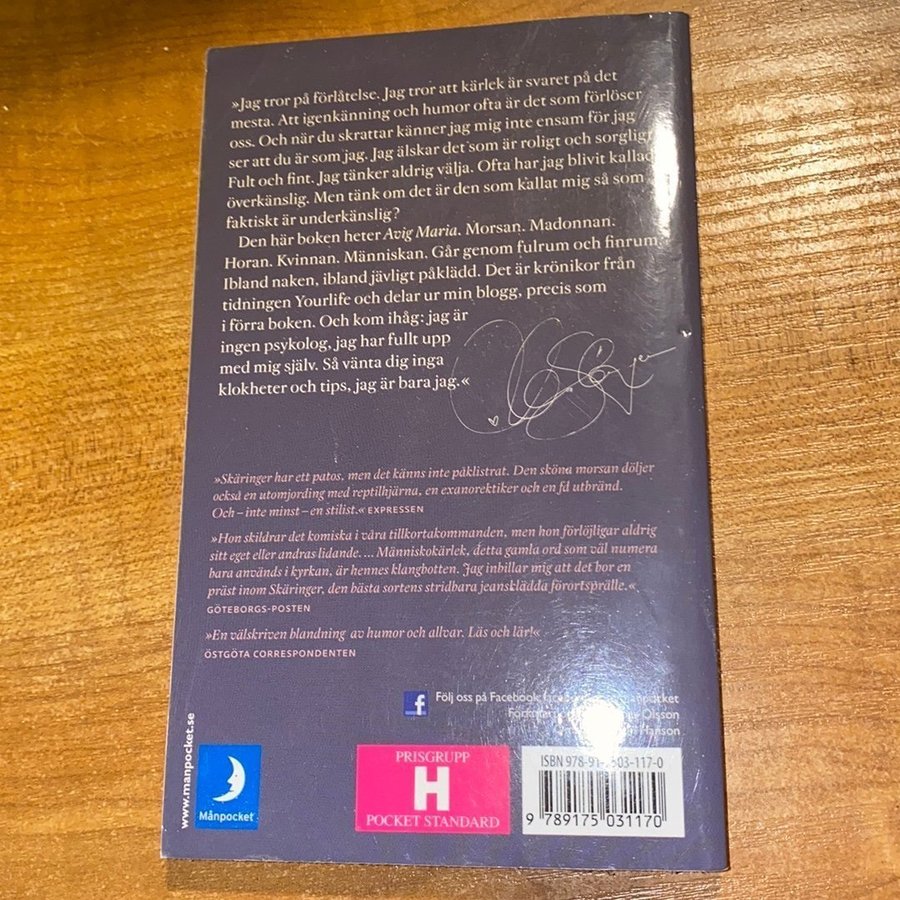 »Jag tror på förlåtelse. Jag tror att kärlek är svaret på det
mesta. Att igenkänning och humor ofta är det som förlöser
oss. Och när du skrattar känner jag mig inte ensam för jag
ser att du är som jag. Jag älskar det som är roligt och sorgligt
Fult och fint. Jag tänker aldrig välja. Ofta har jag blivit kallad
överkänslig. Men tänk om det är den som kallat mig så som
faktiskt är underkänslig?
Den här boken heter Avig Maria. Morsan. Madonnan.
Horan. Kvinnan. Människan. Går genom fulrum och finrum
Ibland naken, ibland jävligt påklädd. Det är krönikor från
tidningen Yourlife och delar ur min blogg, precis som
i förra boken. Och kom ihåg: jag är
ingen psykolog, jag har fullt upp
med mig själv. Så vänta dig inga
klokheter och tips, jag är bara jag.«
»Skäringer har ett patos, men det känns inte påklistrat. Den sköna morsan döljer
också en utomjording med reptilhjärna, en exanorektiker och en fd utbränd.
Och – inte minst – en stilist.« EXPRESSEN
»Hon skildrar det komiska i våra tillkortakommanden, men hon förlöjligar aldrig
sitt eget eller andras lidande. ... Människokärlek, detta gamla ord som väl numera
bara används i kyrkan, är hennes klangbotten. Jag inbillar mig att det bor en
präst inom Skäringer, den bästa sortens stridbara jeansklädda förortsprälle.«
GÖTEBORGS-POSTEN
»En välskriven blandning av humor och allvar. Läs och lär!«
ÖSTGÖTA CORRESPONDENTEN
f Följ oss på Facebook manpocket
Olsson
Hanson
www.manpocket.se
Månpocket
PRISGRUPP
H
POCKET STANDARD
ISBN 978-91-7503-117-0
9 789175 031170